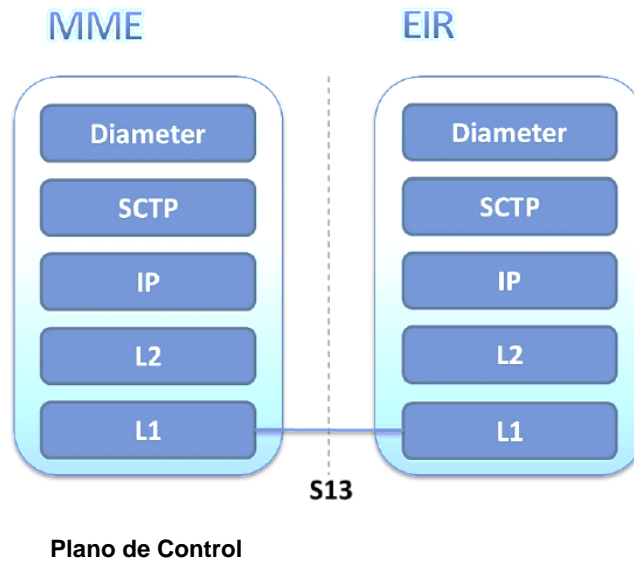 MME EIR
Diameter Diameter
SCTP SCTP
IP IP
L2 L2
L1 L1
S13
Plano de Control